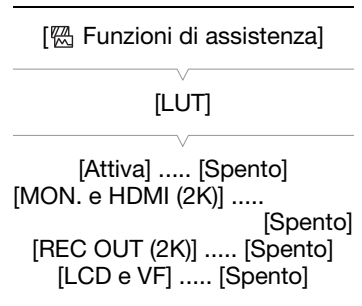 [ Funzioni di assistenza]
[LUT]
[Attiva] ..... [Spento]
[MON. e HDMI (2K)] .....
[Spento]
[REC OUT (2K)] ..... [Spento]
[LCD e VF] ..... [Spento]